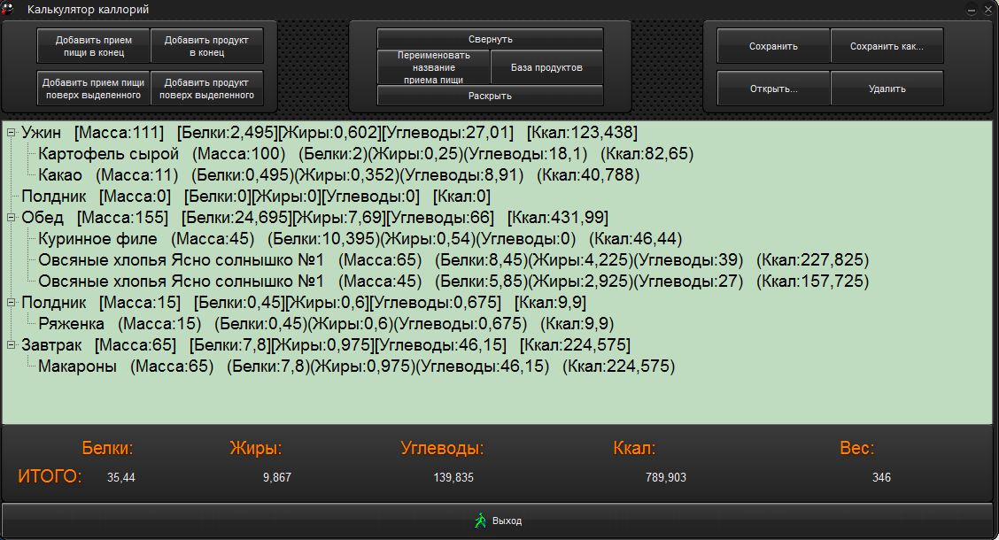 Калькулятор каллорий
Добавить прием
пищи в конец
Добавить продукт
в конец
Добавить прием пищи
поверх выделенного
Добавить продукт
поверх выделенного
Свернуть
Переименовать
название
приема пищи
База продуктов
Раскрыть
Сохранить
Сохранить как...
Открыть...
Удалить
Ужин [Масса:111] [Белки:2,495][Жиры:0,602][Углеводы:27,01] [Ккал:123,438]
Картофель сырой (Масса:100) (Белки:2)(Жиры:0,25)(Углеводы:18,1) (Ккал:82,65)
Какао (Масса:11) (Белки:0,495)(Жиры:0,352)(Углеводы:8,91) (Ккал:40,788)
Полдник [Масса:0] [Белки:0][Жиры:0][Углеводы:0] [Ккал:0]
Обед [Масса:155] [Белки:24,695][Жиры:7,69][Углеводы:66] [Ккал:431,99]
Куринное филе (Масса:45) (Белки:10,395)(Жиры:0,54)(Углеводы:0) (Ккал:46,44)
Овсяные хлопья Ясно солнышко №1 (Масса:65) (Белки:8,45)(Жиры:4,225)(Углеводы:39) (Ккал:227,825)
Овсяные хлопья Ясно солнышко №1 (Масса:45) (Белки:5,85)(Жиры:2,925)(Углеводы:27) (Ккал:157,725)
Полдник [Масса:15] [Белки:0,45][Жиры:0,6][Углеводы:0,675] [Ккал:9,9]
Ряженка (Масса:15) (Белки:0,45)(Жиры:0,6)(Углеводы:0,675) (Ккал:9,9)
Завтрак [Масса:65] [Белки:7,8][Жиры:0,975][Углеводы:46,15] [Ккал:224,575]
Макароны (Масса:65) (Белки:7,8)(Жиры:0,975)(Углеводы:46,15) (Ккал:224,575)
Белки: Жиры: Углеводы: Ккал: Вес:
ИТОГО: 35,44 9,867 139,835 789,903 346
Выход